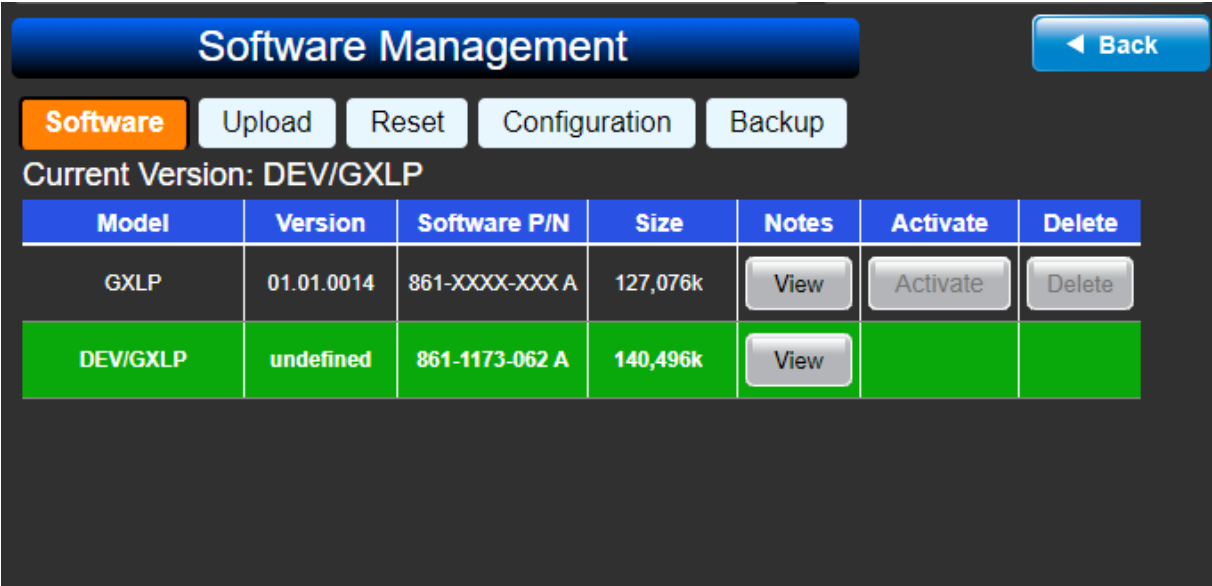 Software Management
Back
Software Upload Reset Configuration Backup
Current Version: DEV/GXLP
Model Version Software P/N Size Notes Activate Delete
GXLP 01.01.0014 861-XXXX-XXX A 127,076k View Activate Delete
DEV/GXLP undefined 861-1173-062 A 140,496k View